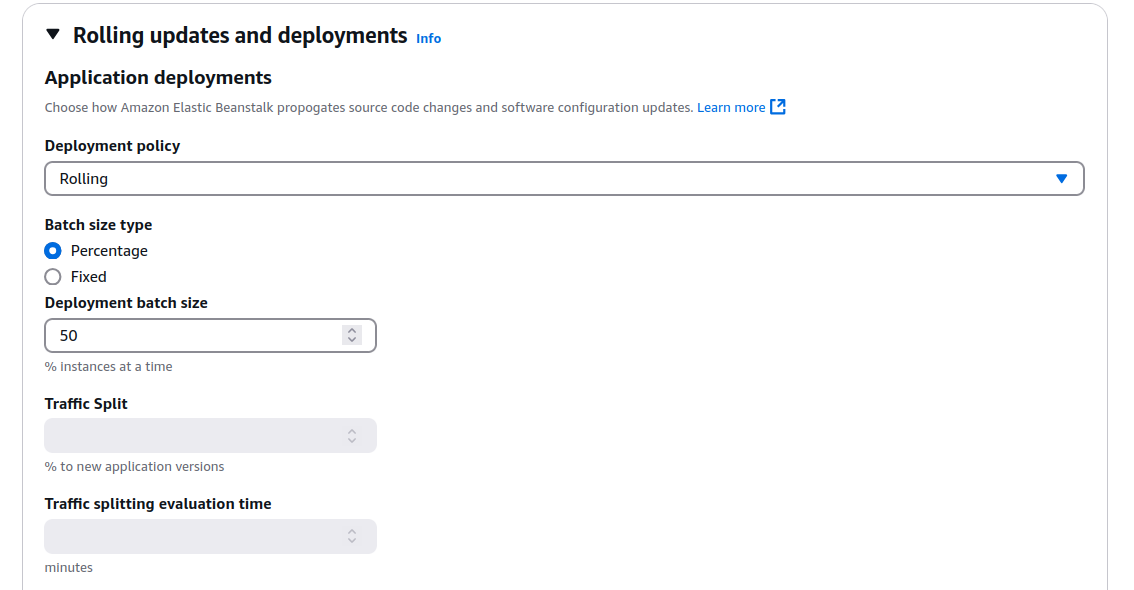 Rolling updates and deployments Info
Application deployments
Choose how Amazon Elastic Beanstalk propogates source code changes and software configuration updates. Learn more
Deployment policy
Rolling
Batch size type
Percentage
Fixed
Deployment batch size
50
% instances at a time
Traffic Split
% to new application versions
Traffic splitting evaluation time
minutes